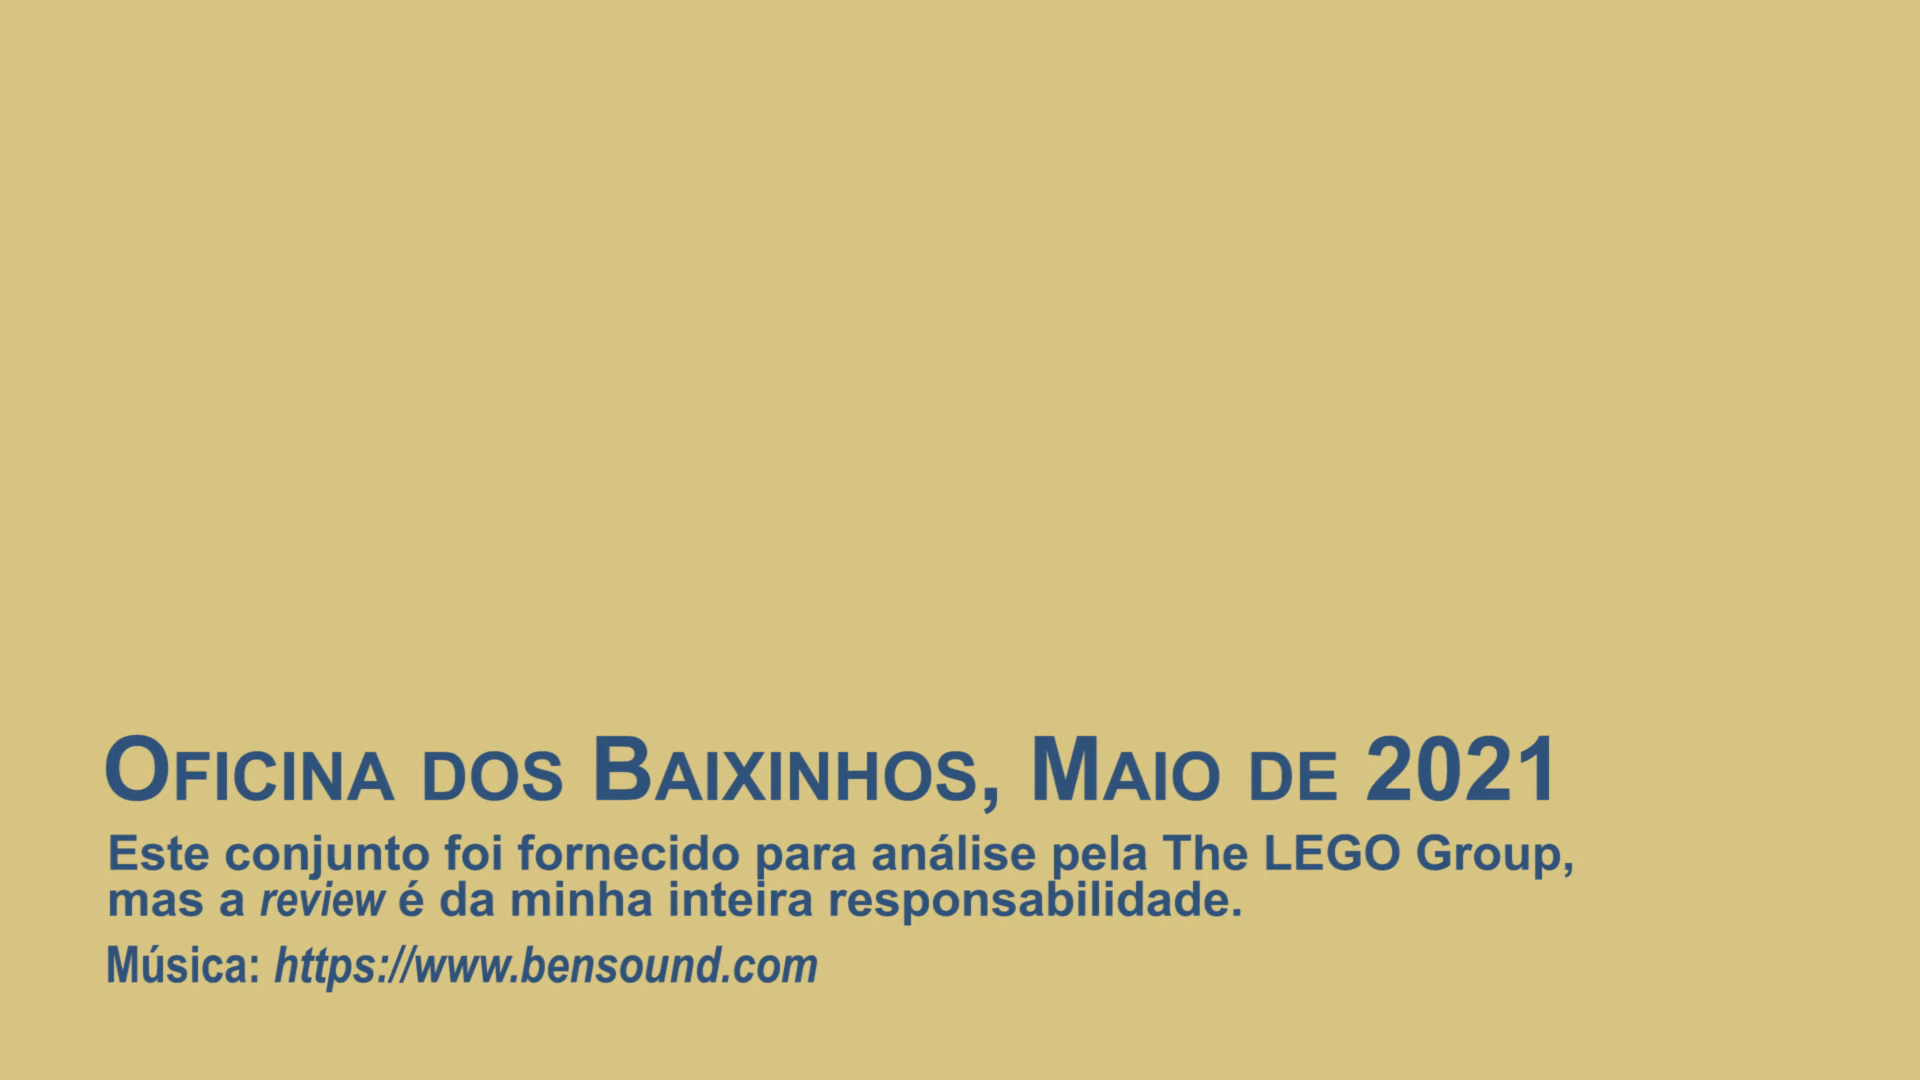 Oficina dos Baixinhos, Maio de 2021
Este conjunto foi fornecido para análise pela The LEGO Group,
mas a review é da minha inteira responsabilidade.
Música: https://www.bensound.com